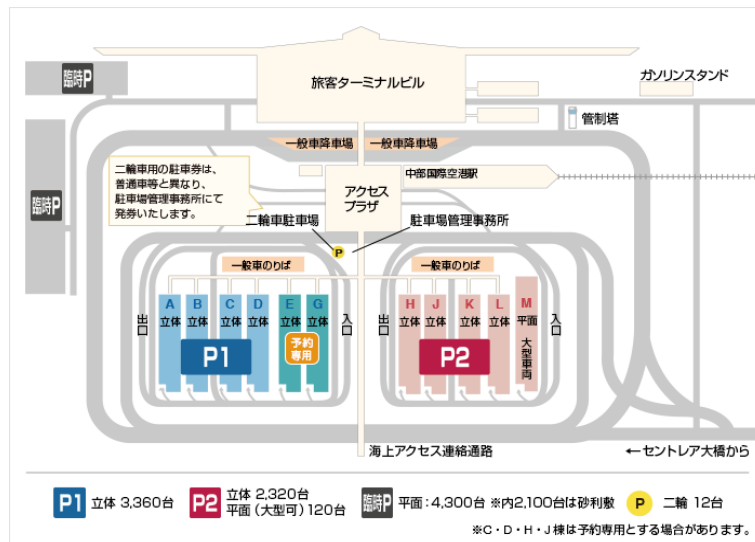 臨時P
旅客ターミナルビル
ガソリンスタンド
管制塔
一般車降車場
一般車降車場
二輪車用の駐車券は、
普通車等と異なり、
駐車場管理事務所にて
発券いたします。
中部国際空港駅
アクセス
プラザ
臨時P
二輪車駐車場
駐車場管理事務所
P
一般車のりば
一般車のりば
A
立体
B
立体
C
立体
D
立体
E
立体
G
立体
H
立体
J
立体
K
立体
L
立体
M
平面
大型車両
出口
入口
出口
入口
P1
予約
専用
P2
海上アクセス連絡通路
←セントレア大橋から
P1 立体 3,360台
P2 立体 2,320台
平面(大型可)120台
臨時P 平面:4,300台 ※内2,100台は砂利敷
P 二輪 12台
※C・D・H・J棟は予約専用とする場合があります。